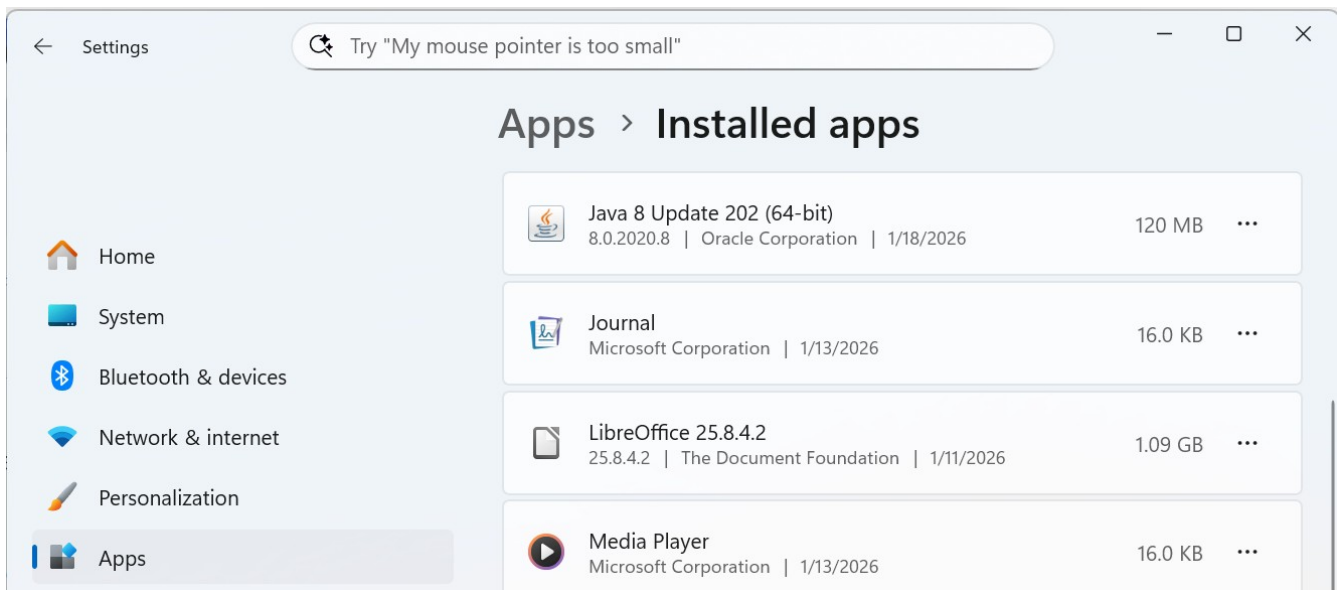 Settings
Try "My mouse pointer is too small"
Apps > Installed apps
Home
System
Bluetooth & devices
Network & internet
Personalization
Apps
Java 8 Update 202 (64-bit)
8.0.2020.8 | Oracle Corporation | 1/18/2026
120 MB
Journal
Microsoft Corporation | 1/13/2026
16.0 KB
LibreOffice 25.8.4.2
25.8.4.2 | The Document Foundation | 1/11/2026
1.09 GB
Media Player
Microsoft Corporation | 1/13/2026
16.0 KB